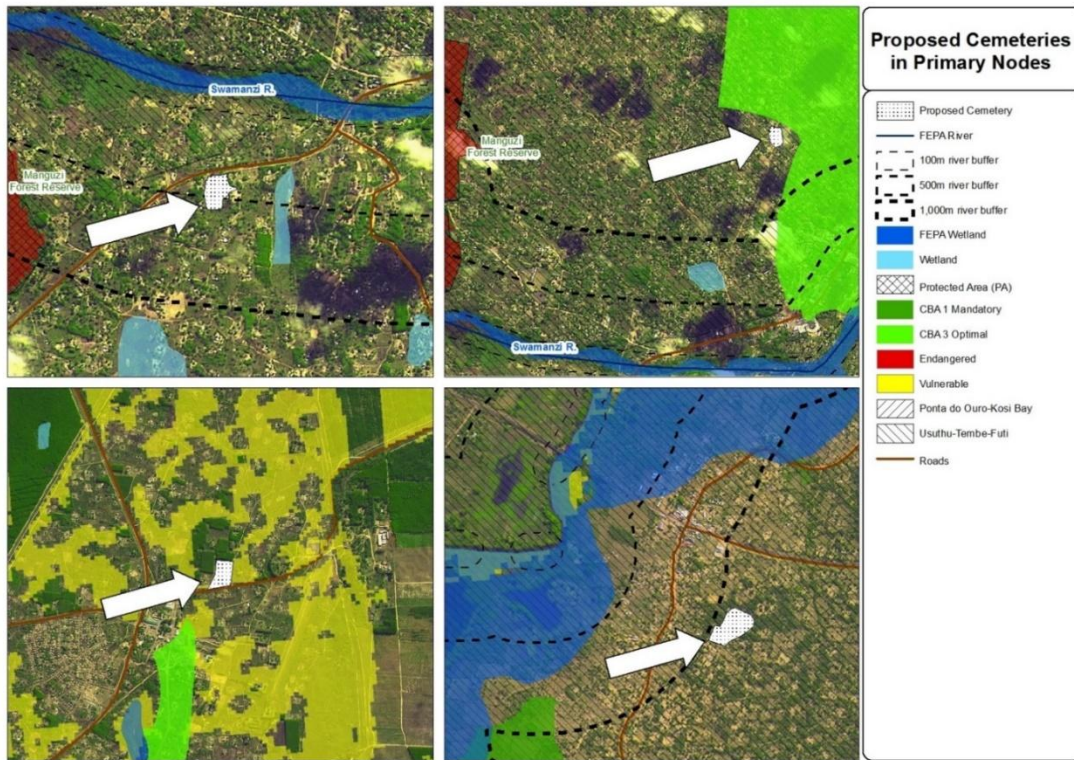 Swamanzi R.
Manguzi
Forest Reserve
Manguzi
Forest Reserve
Swamanzi R.
Proposed Cemeteries
in Primary Nodes
Proposed Cemetery
FEPA River
100m river buffer
500m river buffer
1,000m river buffer
FEPA Wetland
Wetland
Protected Area (PA)
CBA 1 Mandatory
CBA 3 Optimal
Endangered
Vulnerable
Ponta do Ouro-Kosi Bay
Usuthu-Tembe-Futi
Roads